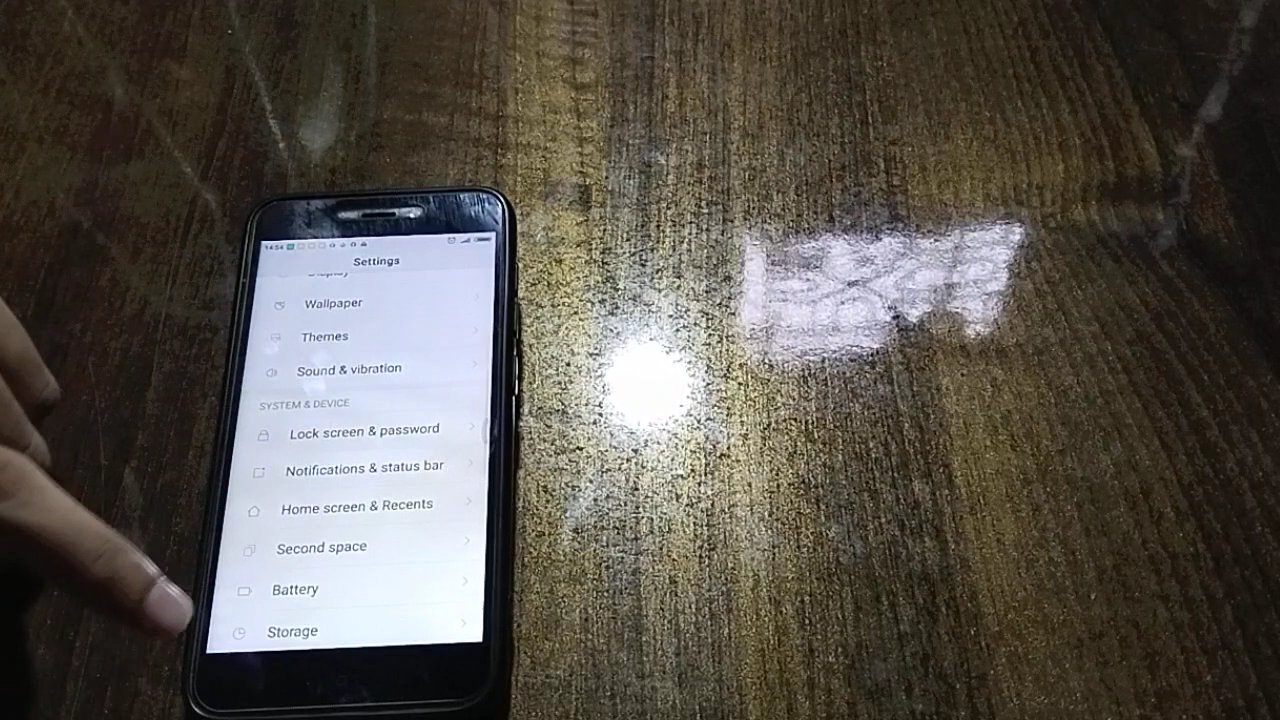 14:54
Settings
Display
Wallpaper
Themes
Sound & vibration
SYSTEM & DEVICE
Lock screen & password
Notifications & status bar
Home screen & Recents
Second space
Battery
Storage